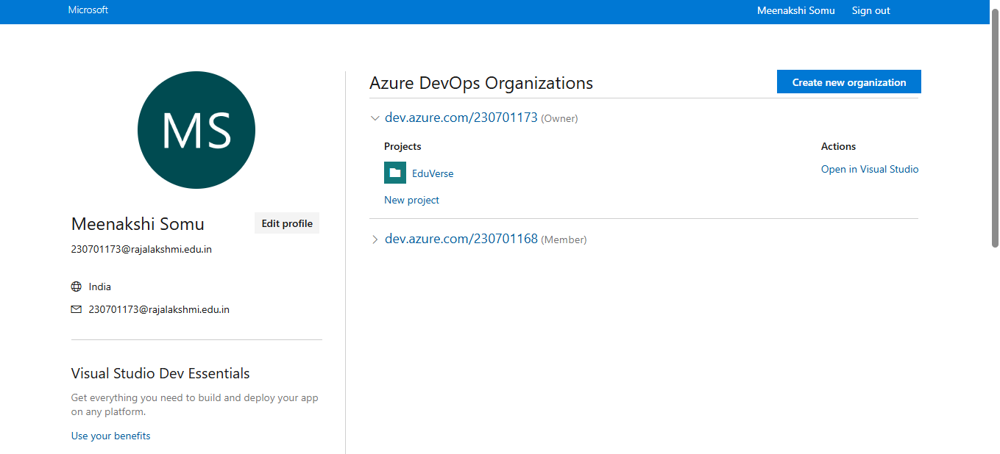 Microsoft
Meenakshi Somu
Sign out
MS
Meenakshi Somu
Edit profile
230701173@rajalakshmi.edu.in
India
230701173@rajalakshmi.edu.in
Visual Studio Dev Essentials
Get everything you need to build and deploy your app
on any platform.
Use your benefits
Azure DevOps Organizations
Create new organization
dev.azure.com/230701173 (Owner)
Projects
Actions
EduVerse
Open in Visual Studio
New project
dev.azure.com/230701168 (Member)